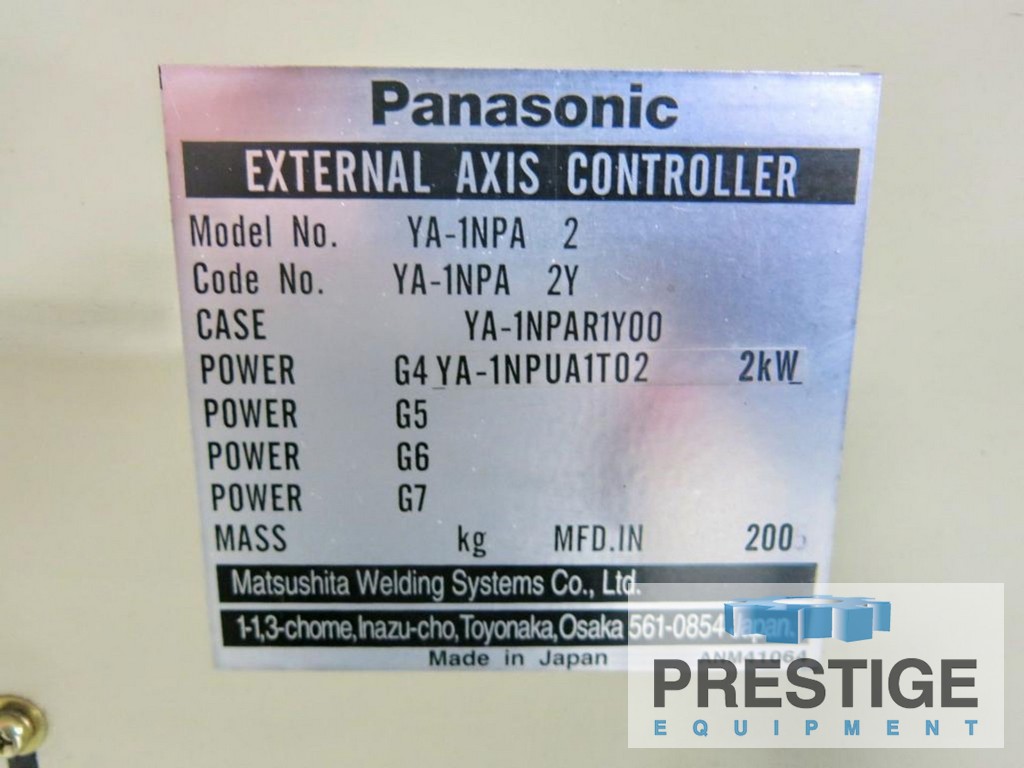 Panasonic
EXTERNAL AXIS CONTROLLER
Model No. YA-1NPA 2
Code No. YA-1NPA 2Y
CASE YA-1NPAR1Y00
POWER G4 YA-1NPUA1T02 2kW
POWER G5
POWER G6
POWER G7
MASS kg MFD.IN
Matsushita Welding Systems Co., Ltd.
1-1,3-chome,Inazu-cho,Toyonaka,Osaka 561-0854 Japan.
Made in Japan ANM41064
PRESTIGE
EQUIPMENT